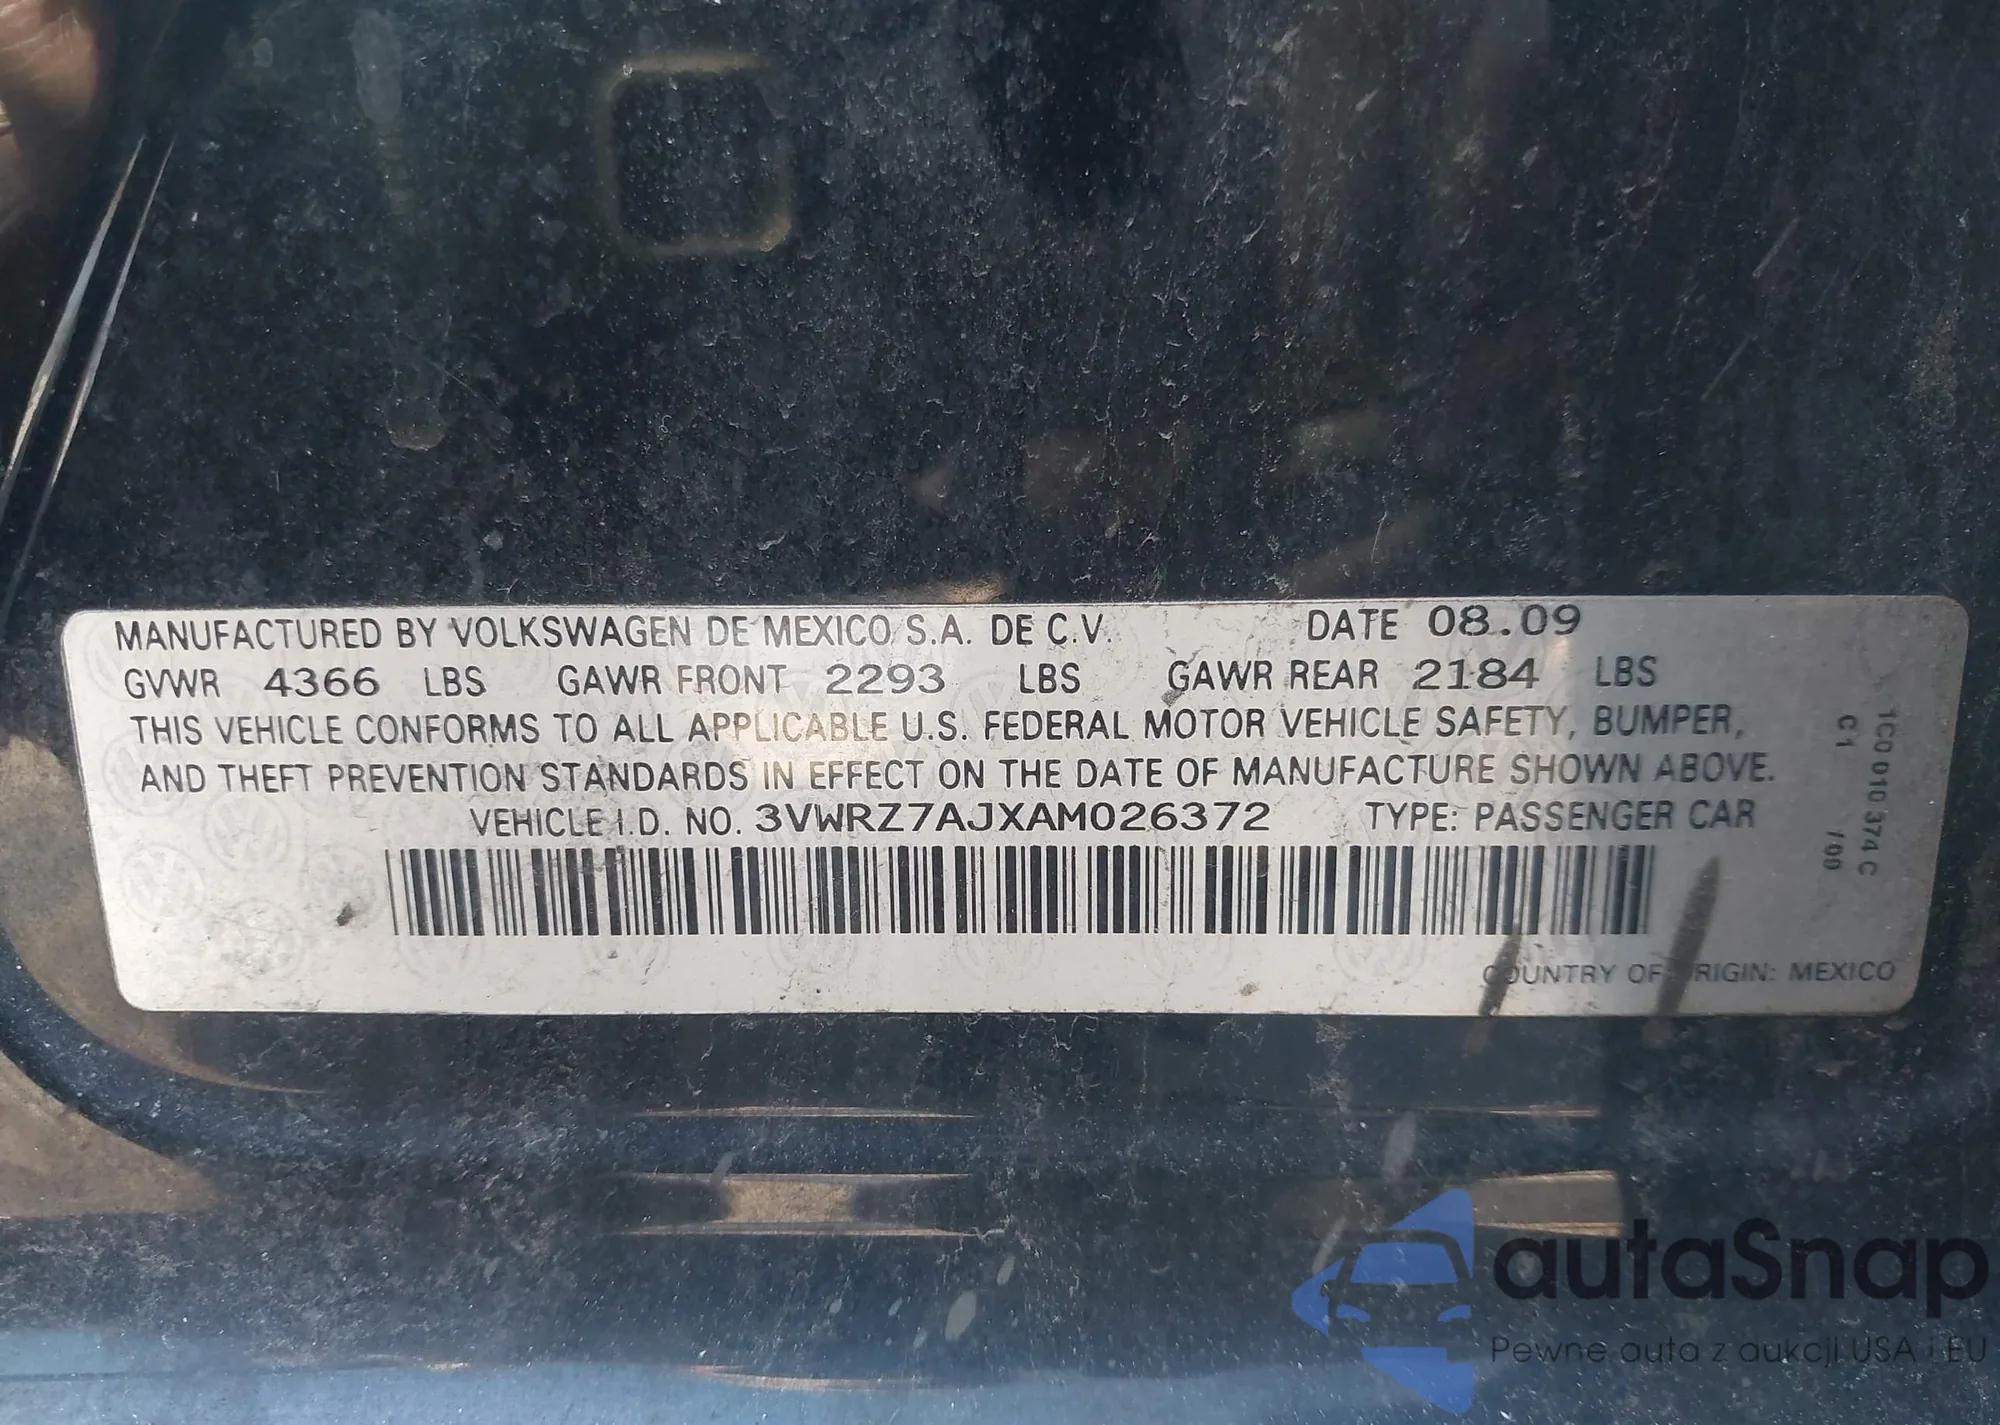 MANUFACTURED BY VOLKSWAGEN DE MEXICO S.A. DE C.V. DATE 08.09
GVWR 4366 LBS GAWR FRONT 2293 LBS GAWR REAR 2184 LBS
THIS VEHICLE CONFORMS TO ALL APPLICABLE U.S. FEDERAL MOTOR VEHICLE SAFETY, BUMPER,
AND THEFT PREVENTION STANDARDS IN EFFECT ON THE DATE OF MANUFACTURE SHOWN ABOVE.
VEHICLE I.D. NO. 3VWRZ7AJXAM026372 TYPE: PASSENGER CAR
COUNTRY OF ORIGIN: MEXICO
1C0 010 374 C
C1 /09
autaSnap
Pewne auta z aukcji USA i EU